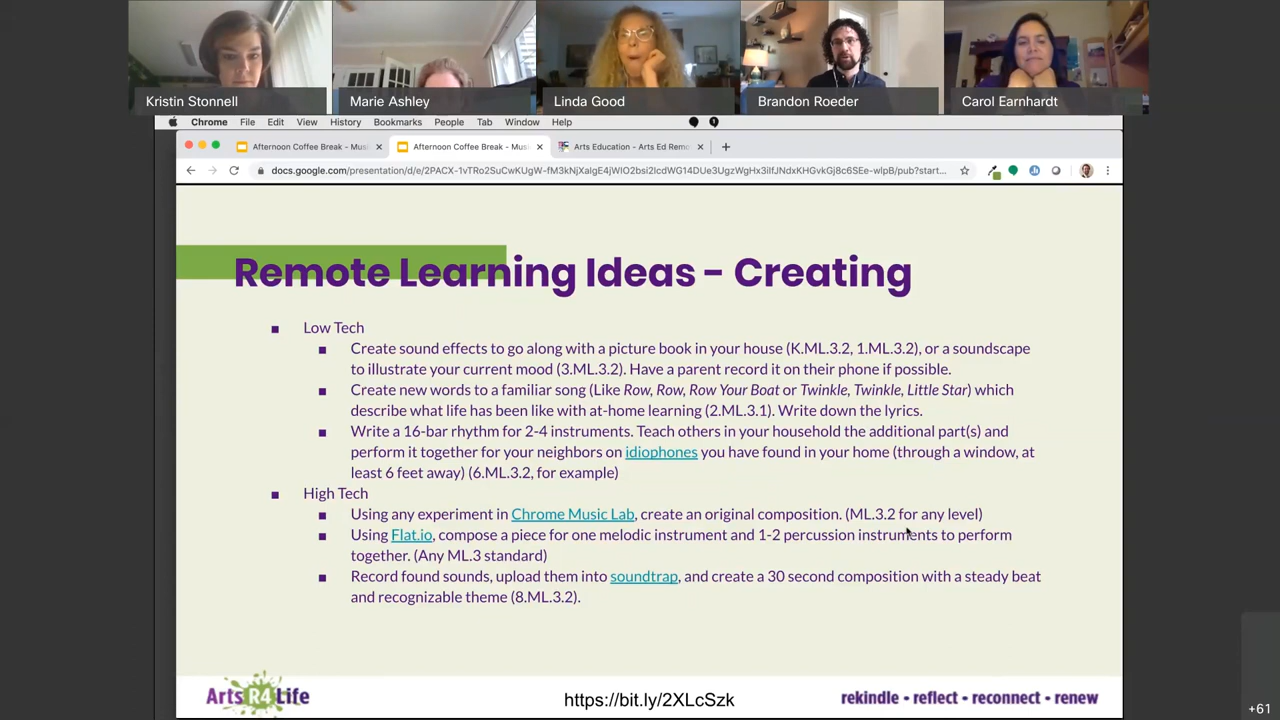 Kristin Stonnell
Marie Ashley
Linda Good
Brandon Roeder
Carol Earnhardt
Chrome File Edit View History Bookmarks People Tab Window Help
Afternoon Coffee Break - Mus
Afternoon Coffee Break - Mus
Arts Education - Arts Ed Remo
Remote Learning Ideas - Creating
Low Tech
Create sound effects to go along with a picture book in your house (K.ML.3.2, 1.ML.3.2), or a soundscape
to illustrate your current mood (3.ML.3.2). Have a parent record it on their phone if possible.
Create new words to a familiar song (Like Row, Row, Row Your Boat or Twinkle, Twinkle, Little Star) which
describe what life has been like with at-home learning (2.ML.3.1). Write down the lyrics.
Write a 16-bar rhythm for 2-4 instruments. Teach others in your household the additional part(s) and
perform it together for your neighbors on idiophones you have found in your home (through a window, at
least 6 feet away) (6.ML.3.2, for example)
High Tech
Using any experiment in Chrome Music Lab, create an original composition. (ML.3.2 for any level)
Using Flat.io, compose a piece for one melodic instrument and 1-2 percussion instruments to perform
together. (Any ML.3 standard)
Record found sounds, upload them into soundtrap, and create a 30 second composition with a steady beat
and recognizable theme (8.ML.3.2).
Arts R4 Life
https://bit.ly/2XLcSzk
rekindle • reflect • reconnect • renew
+61